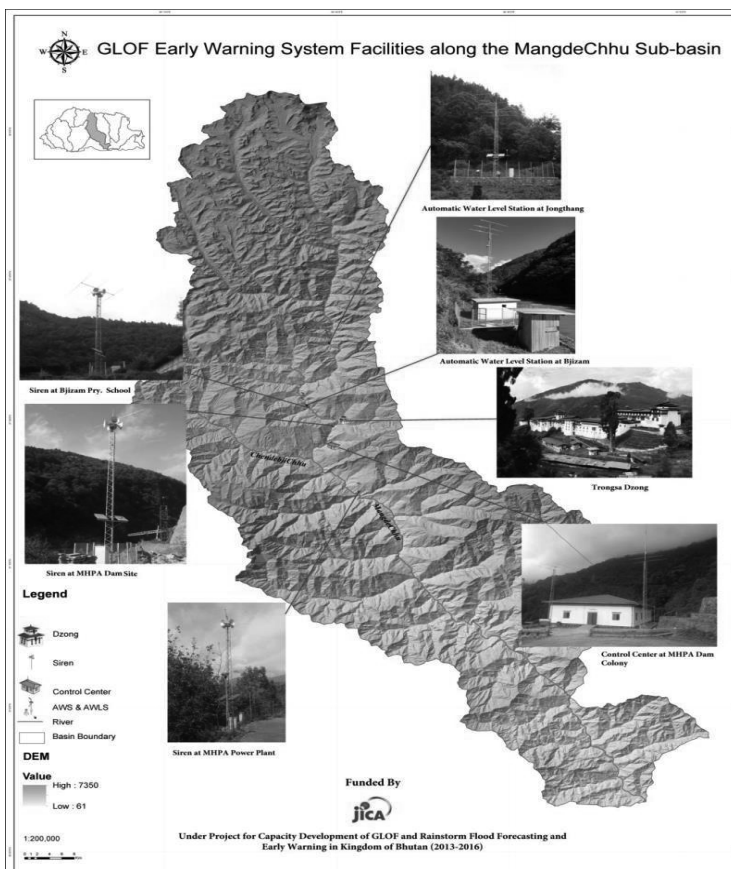 GLOF Early Warning System Facilities along the MangdeChhu Sub-basin
N
W
E
S
Automatic Water Level Station at Jongthang
Automatic Water Level Station at Bjizam
Siren at Bjizam Pry. School
Trongsa Dzong
Siren at MHPA Dam Site
Control Center at MHPA Dam
Colony
Siren at MHPA Power Plant
Legend
Dzong
Siren
Control Center
AWS & AWLS
River
Basin Boundary
DEM
Value
High : 7350
Low : 61
1:200,000
Funded By
jICA
Under Project for Capacity Development of GLOF and Rainstorm Flood Forecasting and
Early Warning in Kingdom of Bhutan (2013-2016)